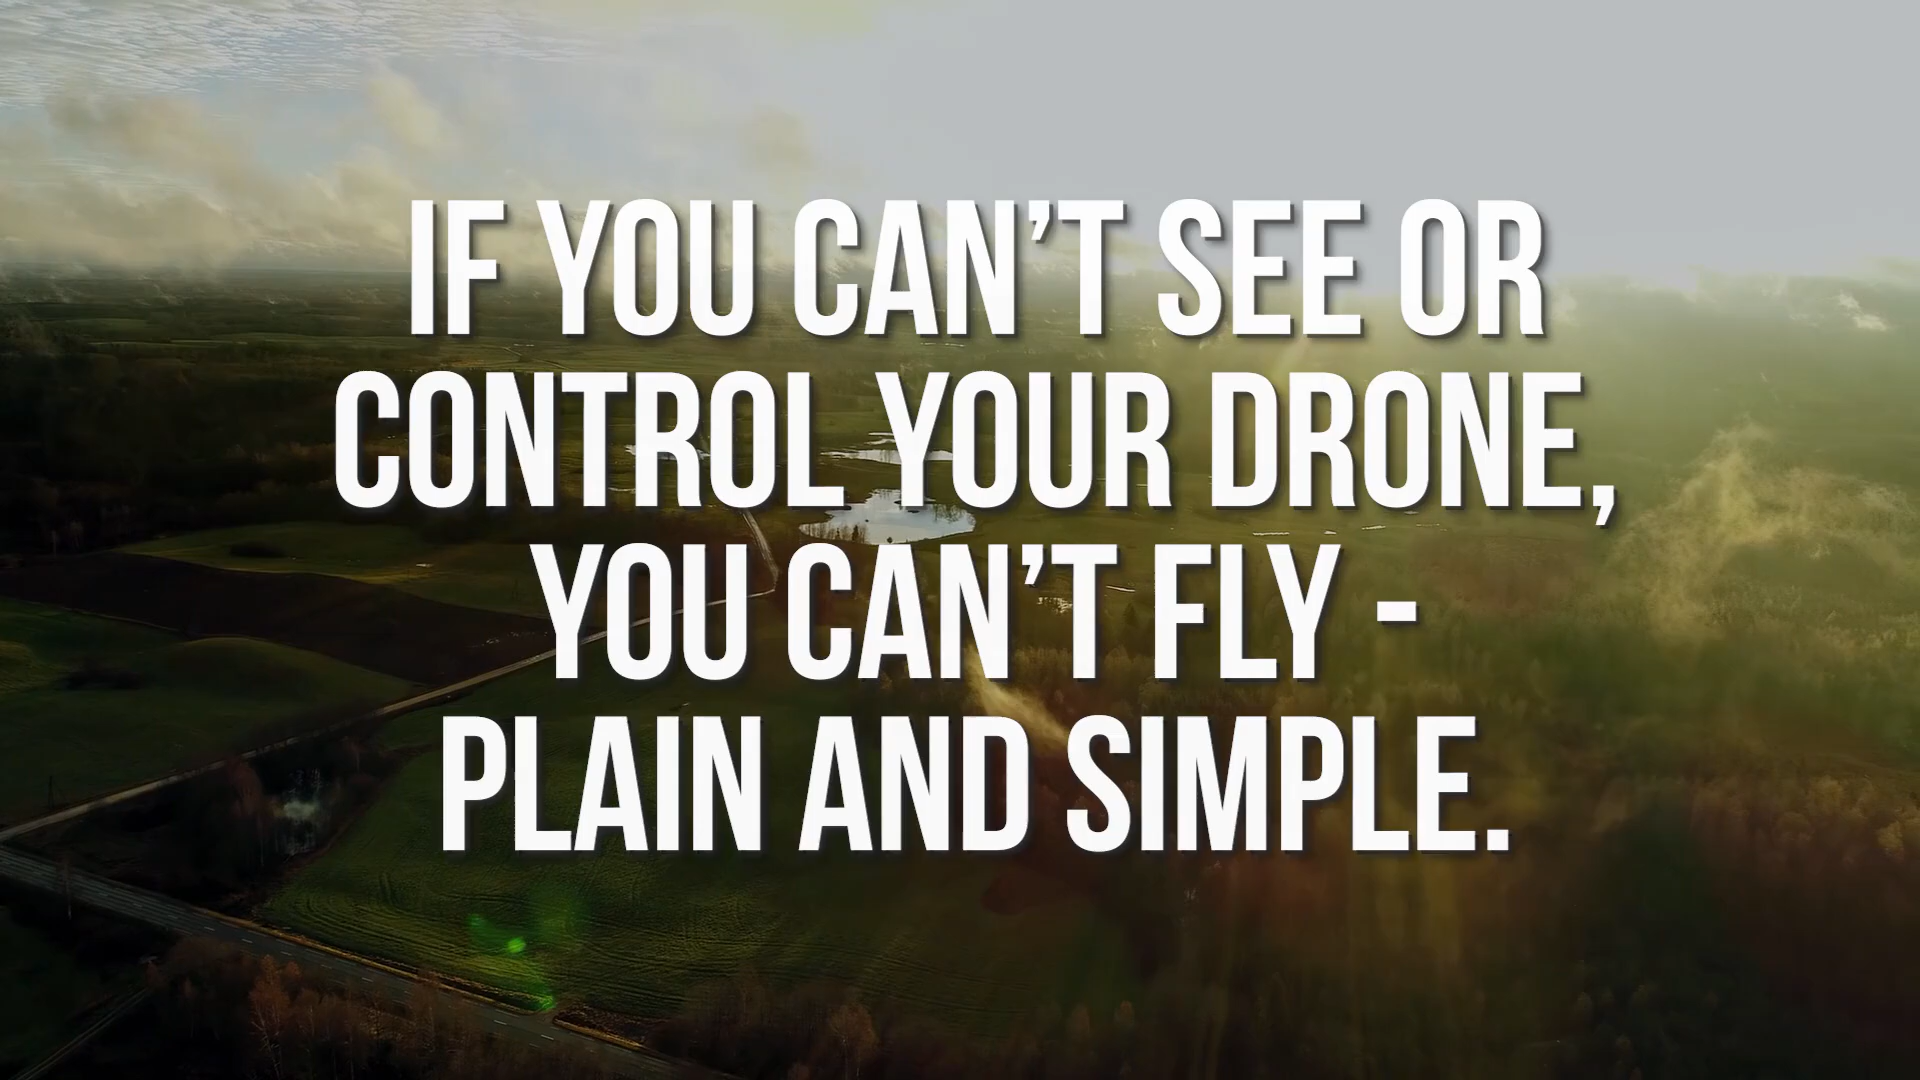 IF YOU CAN’T SEE OR
CONTROL YOUR DRONE,
YOU CAN’T FLY -
PLAIN AND SIMPLE.